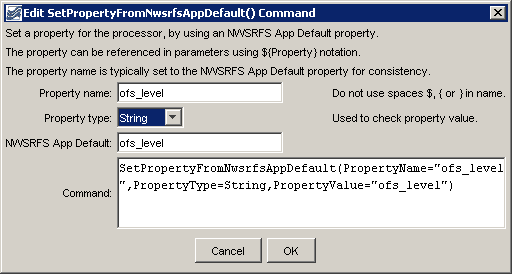 Edit SetPropertyFromNwsrfsAppDefault() Command
Set a property for the processor, by using an NWSRFS App Default property.
The property can be referenced in parameters using ${Property} notation.
The property name is typically set to the NWSRFS App Default property for consistency.
Property name: ofs_level Do not use spaces $, { or } in name.
Property type: String Used to check property value.
NWSRFS App Default: ofs_level
SetPropertyFromNwsrfsAppDefault(PropertyName="ofs_level
",PropertyType=String,PropertyValue="ofs_level")
Command:
Cancel OK